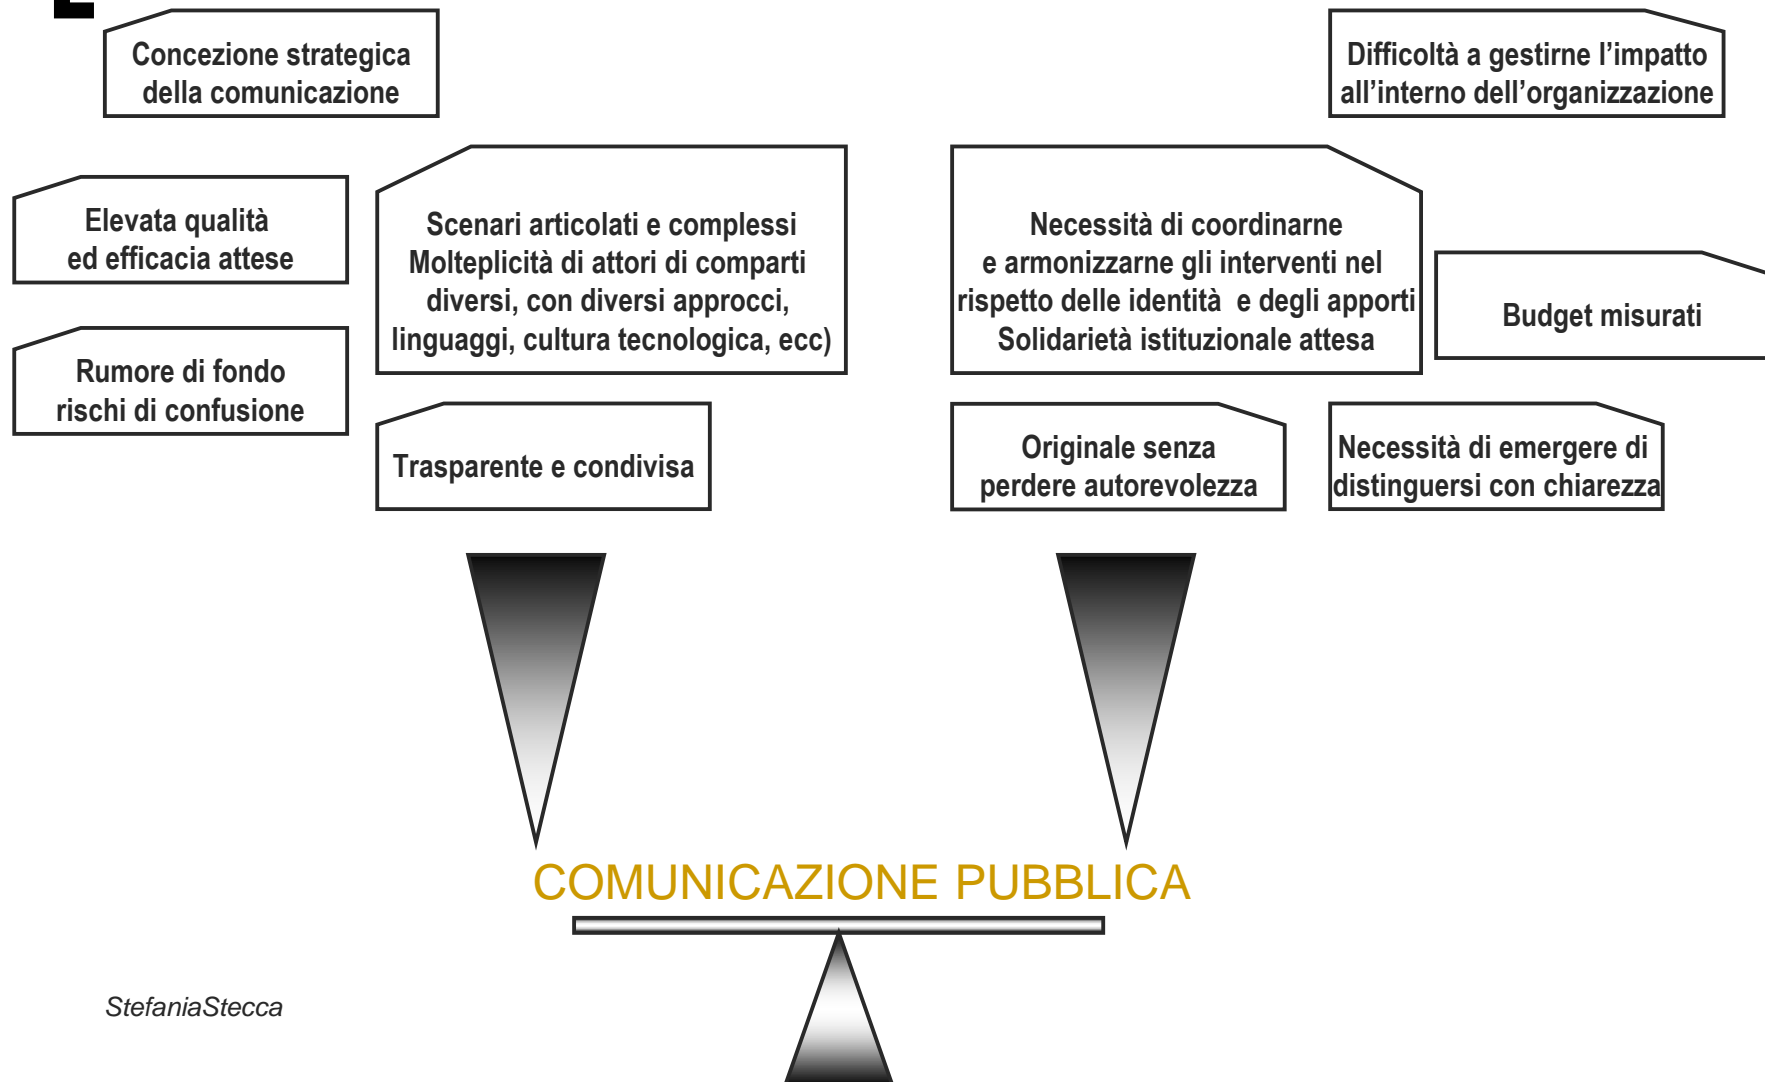 Concezione strategica
della comunicazione
Difficoltà a gestirne l’impatto
all’interno dell’organizzazione
Elevata qualità
ed efficacia attese
Scenari articolati e complessi
Molteplicità di attori di comparti
diversi, con diversi approcci,
linguaggi, cultura tecnologica, ecc)
Necessità di coordinarne
e armonizzarne gli interventi nel
rispetto delle identità e degli apporti
Solidarietà istituzionale attesa
Budget misurati
Rumore di fondo
rischi di confusione
Trasparente e condivisa
Originale senza
perdere autorevolezza
Necessità di emergere di
distinguersi con chiarezza
COMUNICAZIONE PUBBLICA
StefaniaStecca